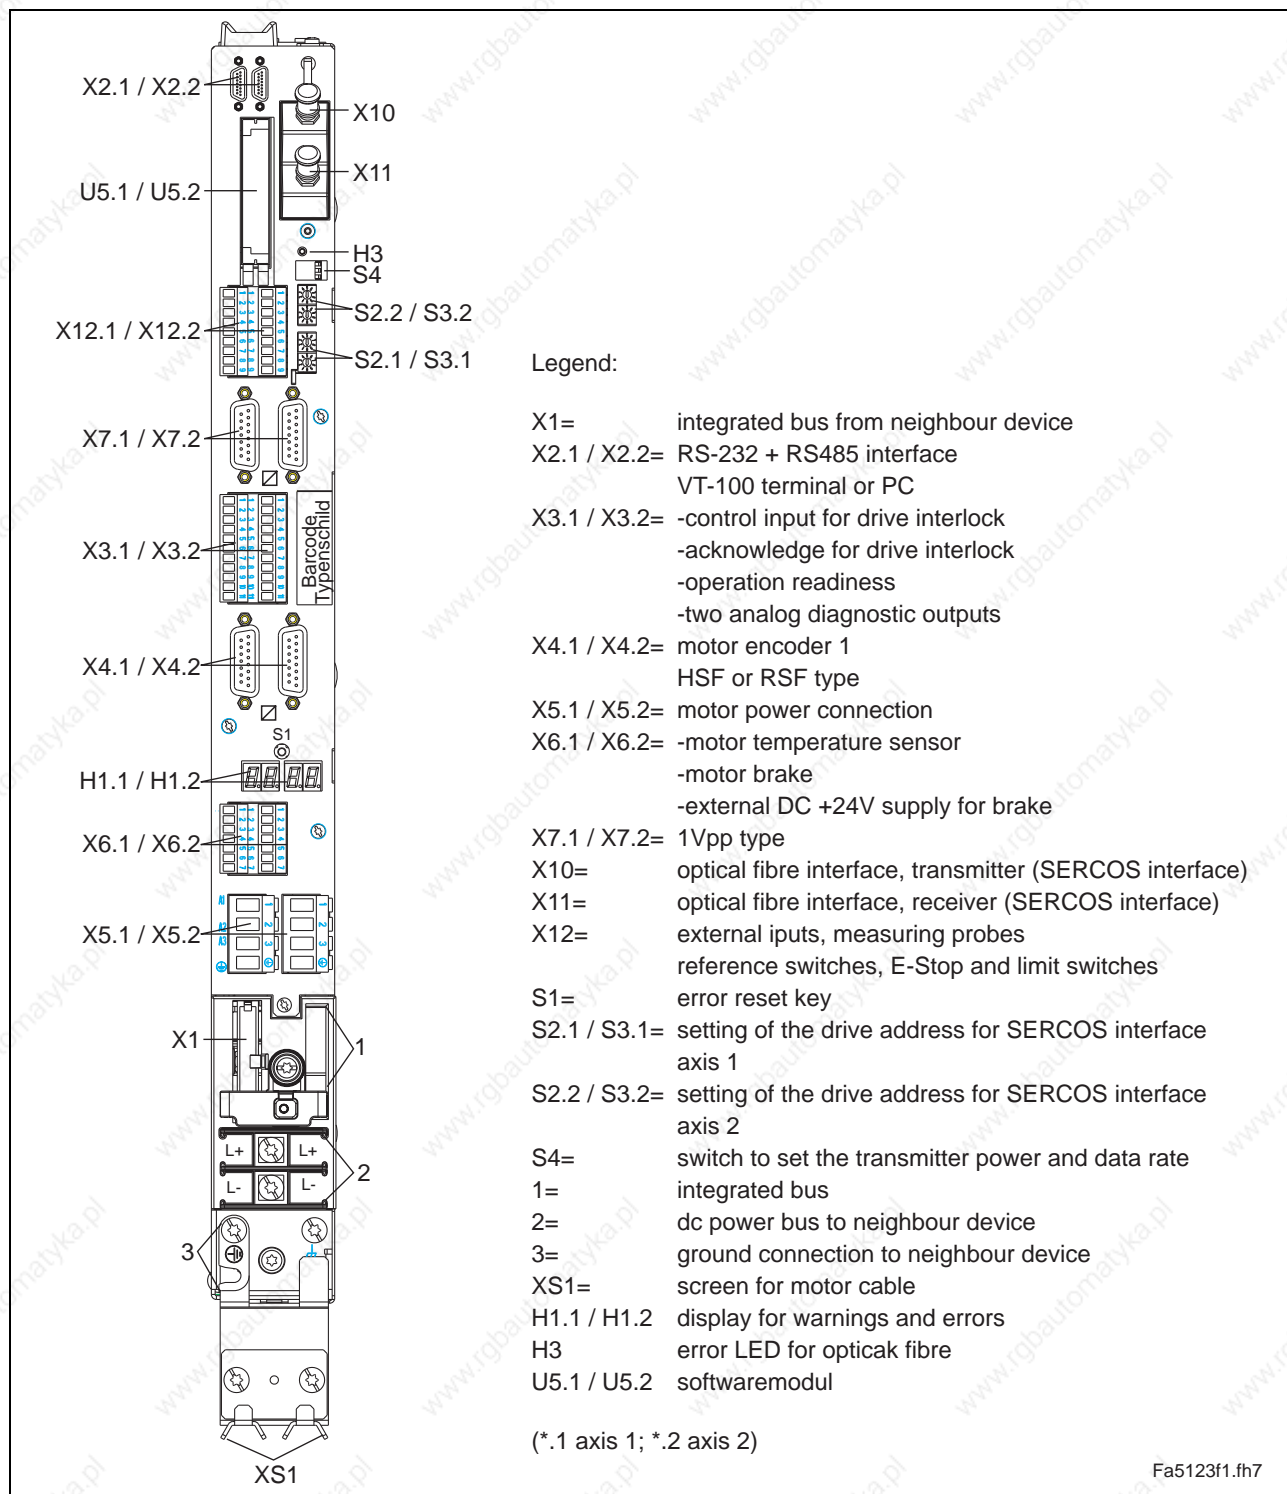 X2.1 / X2.2
X10
X11
U5.1 / U5.2
H3
S4
S2.2 / S3.2
X12.1 / X12.2
S2.1 / S3.1
X7.1 / X7.2
Barcode
Typenschild
X3.1 / X3.2
X4.1 / X4.2
S1
H1.1 / H1.2
X6.1 / X6.2
X5.1 / X5.2
X1
1
L+ L+
L- L-
2
3
XS1
Legend:
X1= integrated bus from neighbour device
X2.1 / X2.2= RS-232 + RS485 interface
VT-100 terminal or PC
X3.1 / X3.2= -control input for drive interlock
-acknowledge for drive interlock
-operation readiness
-two analog diagnostic outputs
X4.1 / X4.2= motor encoder 1
HSF or RSF type
X5.1 / X5.2= motor power connection
X6.1 / X6.2= -motor temperature sensor
-motor brake
-external DC +24V supply for brake
X7.1 / X7.2= 1Vpp type
X10= optical fibre interface, transmitter (SERCOS interface)
X11= optical fibre interface, receiver (SERCOS interface)
X12= external iputs, measuring probes
reference switches, E-Stop and limit switches
S1= error reset key
S2.1 / S3.1= setting of the drive address for SERCOS interface
axis 1
S2.2 / S3.2= setting of the drive address for SERCOS interface
axis 2
S4= switch to set the transmitter power and data rate
1= integrated bus
2= dc power bus to neighbour device
3= ground connection to neighbour device
XS1= screen for motor cable
H1.1 / H1.2 display for warnings and errors
H3 error LED for opticak fibre
U5.1 / U5.2 softwaremodul
(*.1 axis 1; *.2 axis 2)
Fa5123f1.fh7
www.rgbautomatyka.pl